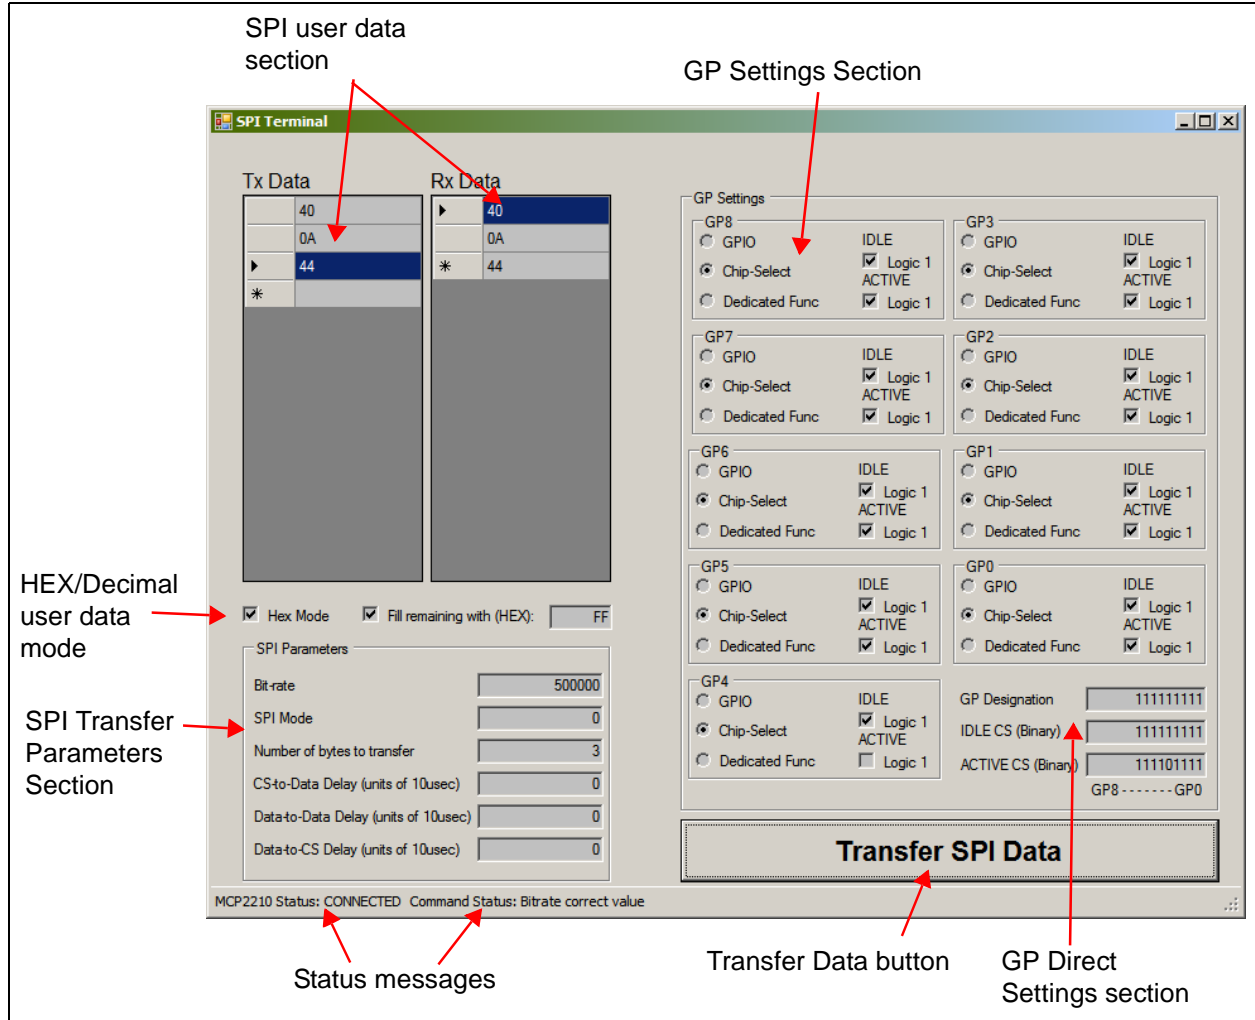 SPI user data
section
GP Settings Section
SPI Terminal
Tx Data
Rx Data
40
0A
44
*
40
0A
* 44
HEX/Decimal
user data
mode
Hex Mode
Fill remaining with (HEX): FF
SPI Transfer
Parameters
Section
SPI Parameters
Bit-rate 500000
SPI Mode 0
Number of bytes to transfer 3
CS-to-Data Delay (units of 10usec) 0
Data-to-Data Delay (units of 10usec) 0
Data-to-CS Delay (units of 10usec) 0
GP Settings
GP8
GPIO IDLE
Chip-Select Logic 1
ACTIVE
Dedicated Func Logic 1
GP7
GPIO IDLE
Chip-Select Logic 1
ACTIVE
Dedicated Func Logic 1
GP6
GPIO IDLE
Chip-Select Logic 1
ACTIVE
Dedicated Func Logic 1
GP5
GPIO IDLE
Chip-Select Logic 1
ACTIVE
Dedicated Func Logic 1
GP4
GPIO IDLE
Chip-Select Logic 1
ACTIVE
Dedicated Func Logic 1
GP3
GPIO IDLE
Chip-Select Logic 1
ACTIVE
Dedicated Func Logic 1
GP2
GPIO IDLE
Chip-Select Logic 1
ACTIVE
Dedicated Func Logic 1
GP1
GPIO IDLE
Chip-Select Logic 1
ACTIVE
Dedicated Func Logic 1
GP0
GPIO IDLE
Chip-Select Logic 1
ACTIVE
Dedicated Func Logic 1
GP Designation 111111111
IDLE CS (Binary) 111111111
ACTIVE CS (Binary) 111101111
GP8-------GP0
Transfer SPI Data
MCP2210 Status: CONNECTED Command Status: Bitrate correct value
Status messages
Transfer Data button
GP Direct
Settings section